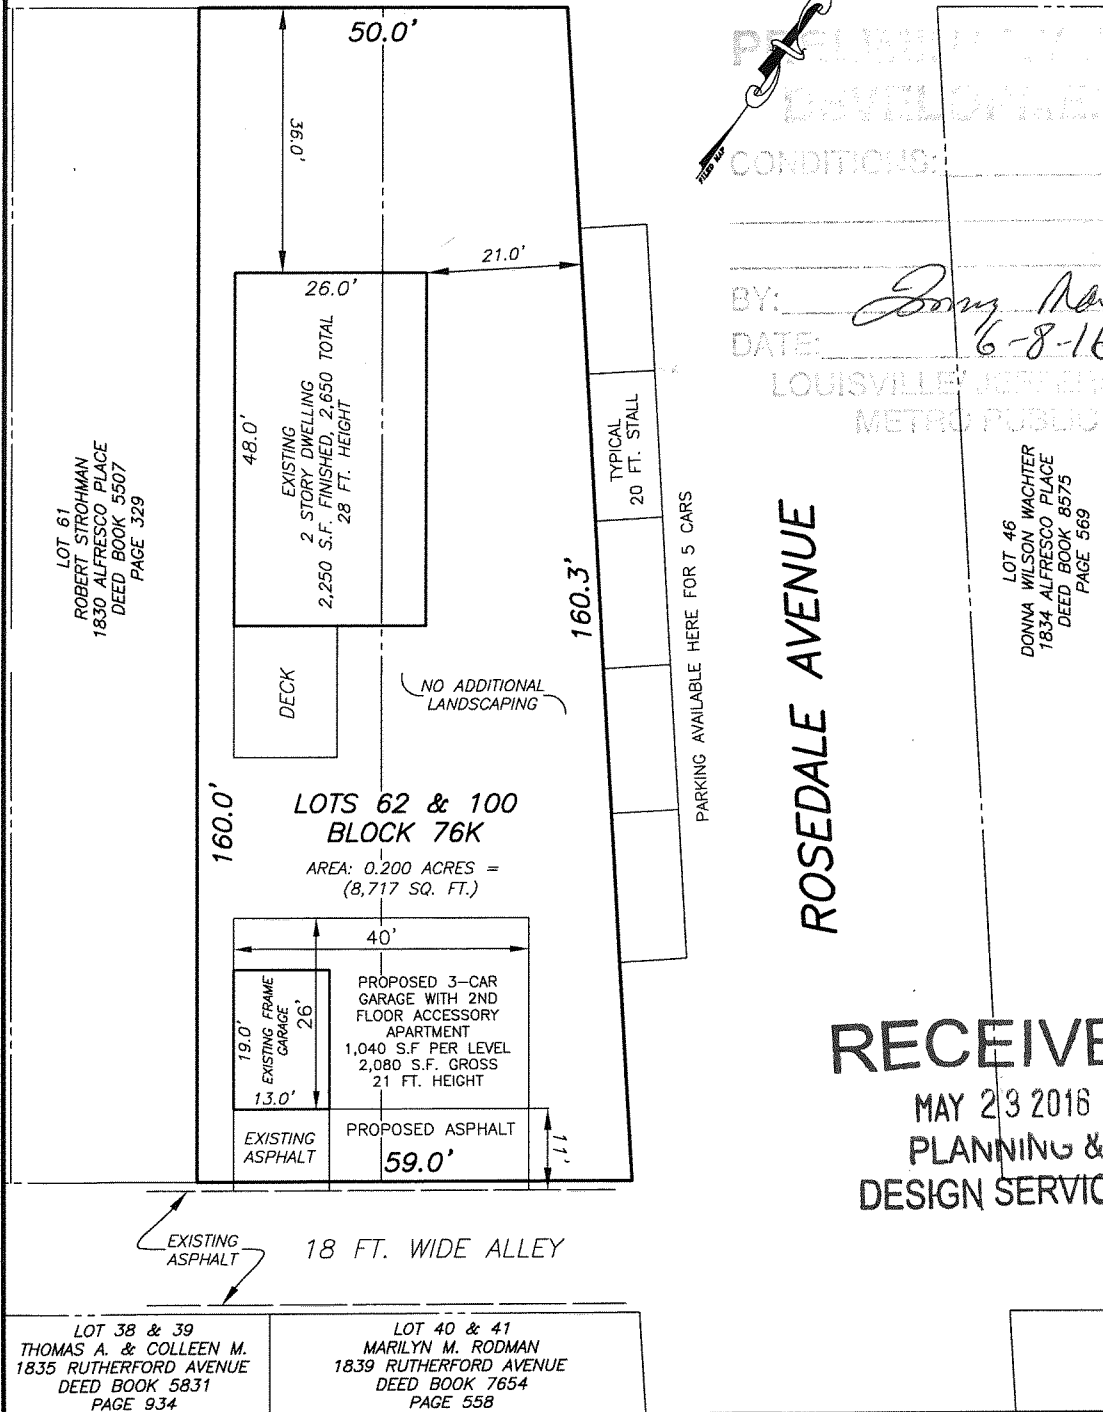 50.0'
36.0'
21.0'
26.0'
48.0'
EXISTING
2 STORY DWELLING
2,250 S.F. FINISHED, 2,650 TOTAL
28 FT. HEIGHT
DECK
NO ADDITIONAL
LANDSCAPING
160.3'
160.0'
LOTS 62 & 100
BLOCK 76K
AREA: 0.200 ACRES =
(8,717 SQ. FT.)
40'
26'
19.0'
EXISTING FRAME
GARAGE
13.0'
PROPOSED 3-CAR
GARAGE WITH 2ND
FLOOR ACCESSORY
APARTMENT
1,040 S.F PER LEVEL
2,080 S.F. GROSS
21 FT. HEIGHT
EXISTING
ASPHALT
PROPOSED ASPHALT
59.0'
11'
EXISTING
ASPHALT
18 FT. WIDE ALLEY
LOT 61
ROBERT STROHMAN
1830 ALFRESCO PLACE
DEED BOOK 5507
PAGE 329
TYPICAL
20 FT. STALL
PARKING AVAILABLE HERE FOR 5 CARS
ROSEDALE AVENUE
FILED MAP
CONDITIONS:
BY:
DATE: 6-8-16
LOUISVILLE
METRO PUBLIC
LOT 46
DONNA WILSON WACHTER
1834 ALFRESCO PLACE
DEED BOOK 8575
PAGE 569
RECEIVE
MAY 23 2016
PLANNING &
DESIGN SERVIC
LOT 38 & 39
THOMAS A. & COLLEEN M.
1835 RUTHERFORD AVENUE
DEED BOOK 5831
PAGE 934
LOT 40 & 41
MARILYN M. RODMAN
1839 RUTHERFORD AVENUE
DEED BOOK 7654
PAGE 558